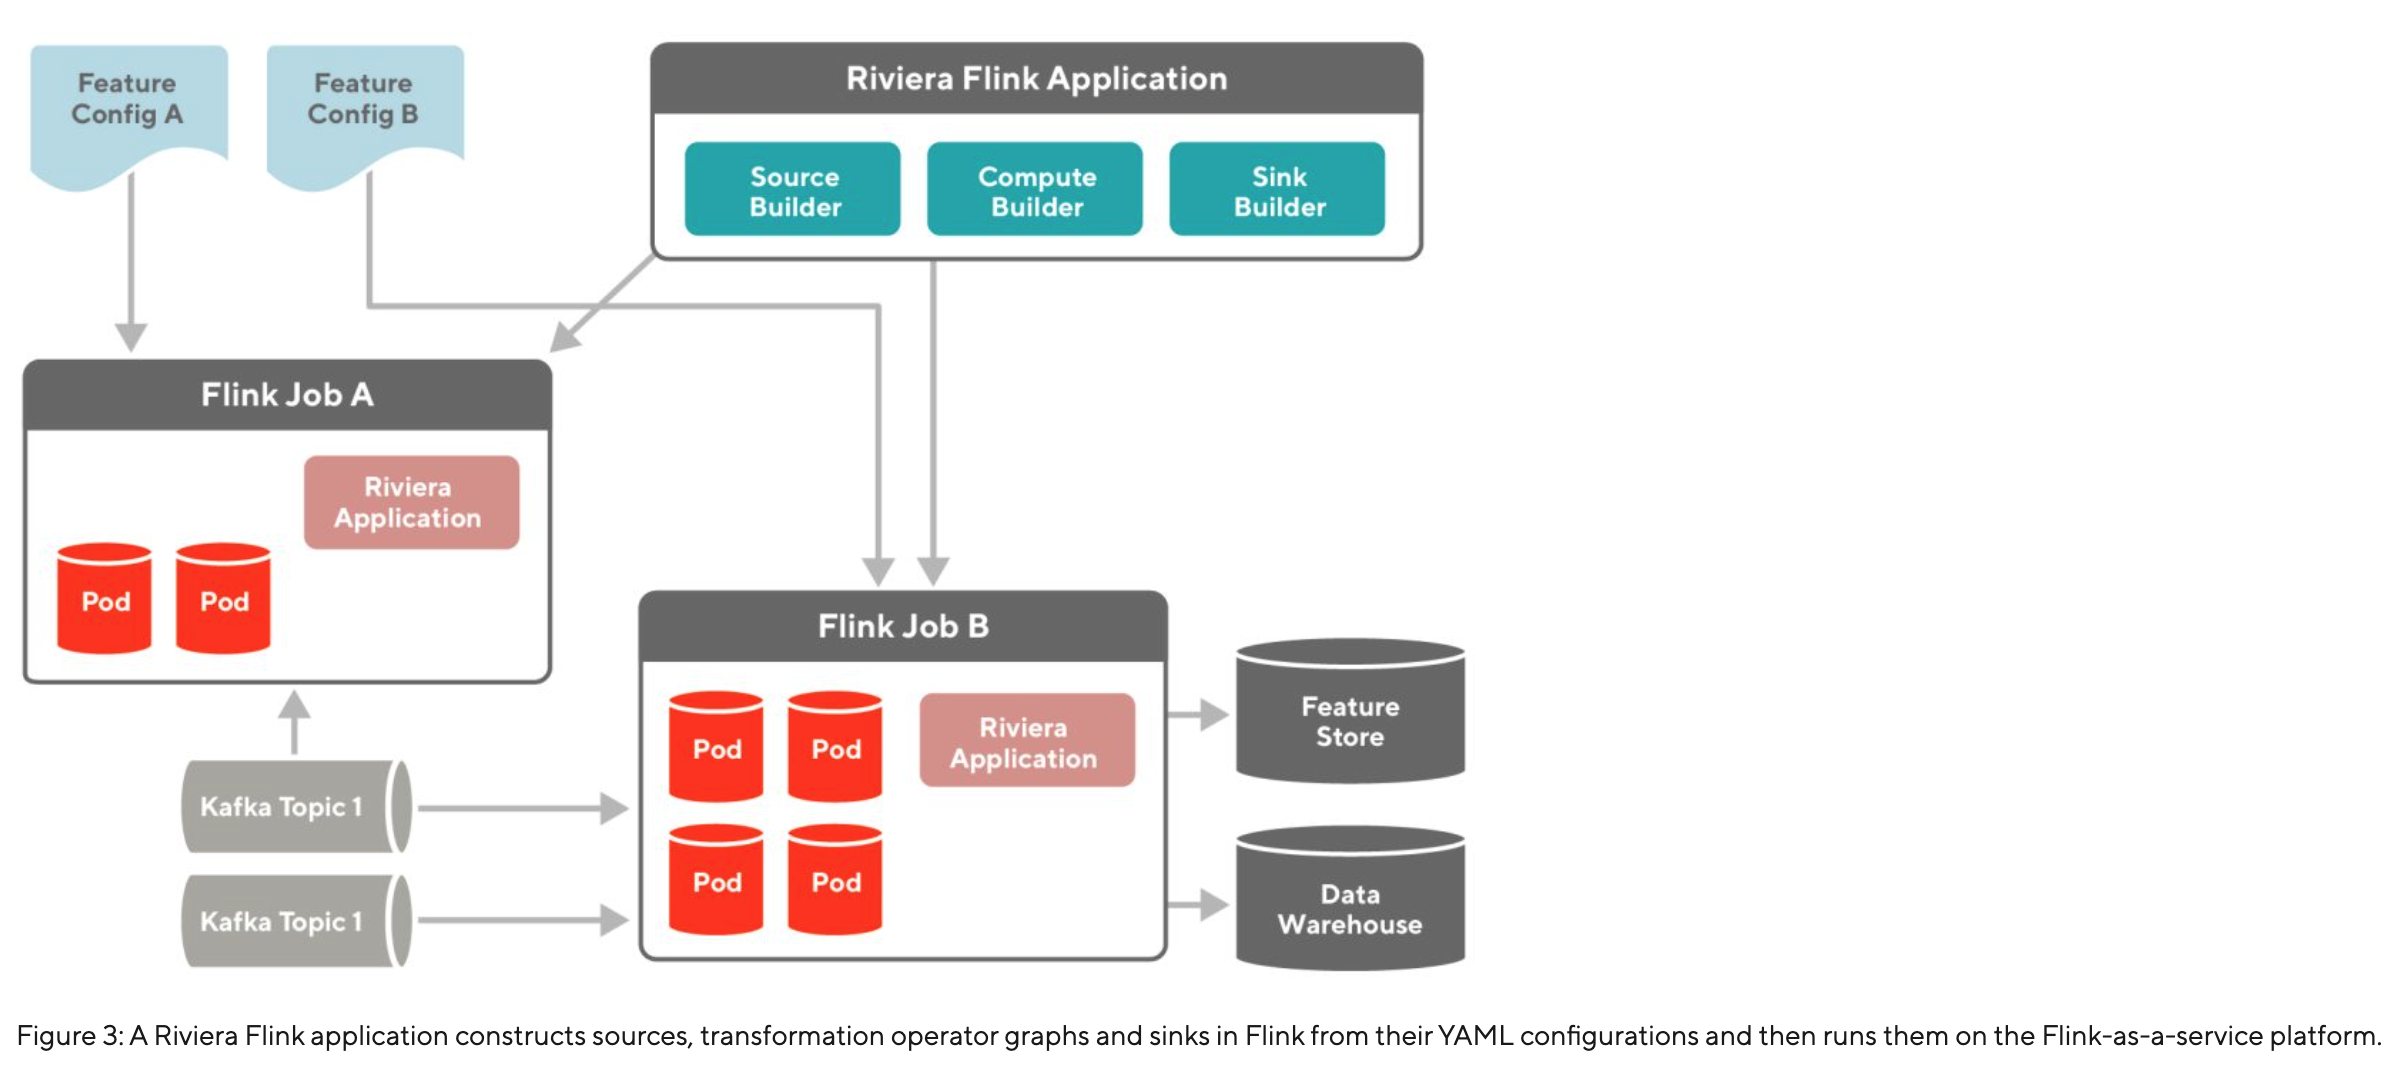 Feature
Config A
Feature
Config B
Riviera Flink Application
Source
Builder
Compute
Builder
Sink
Builder
Flink Job A
Riviera
Application
Pod
Pod
Flink Job B
Pod
Pod
Riviera
Application
Pod
Pod
Feature
Store
Data
Warehouse
Kafka Topic 1
Kafka Topic 1
Figure 3: A Riviera Flink application constructs sources, transformation operator graphs and sinks in Flink from their YAML configurations and then runs them on the Flink-as-a-service platform.